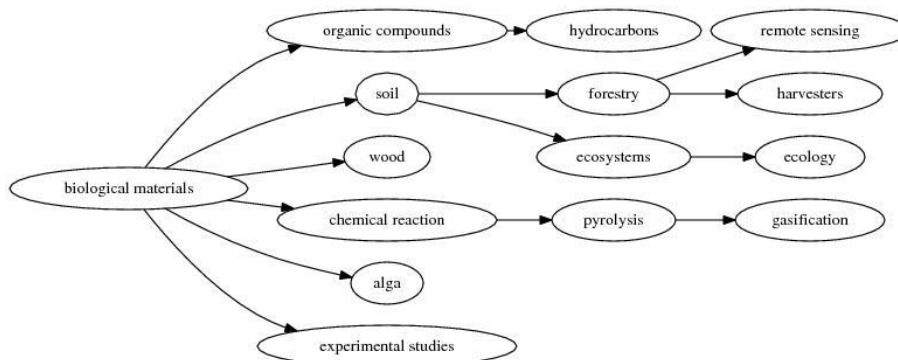 organic compounds
hydrocarbons
remote sensing
soil
forestry
harvesters
wood
ecosystems
ecology
biological materials
chemical reaction
pyrolysis
gasification
alga
experimental studies